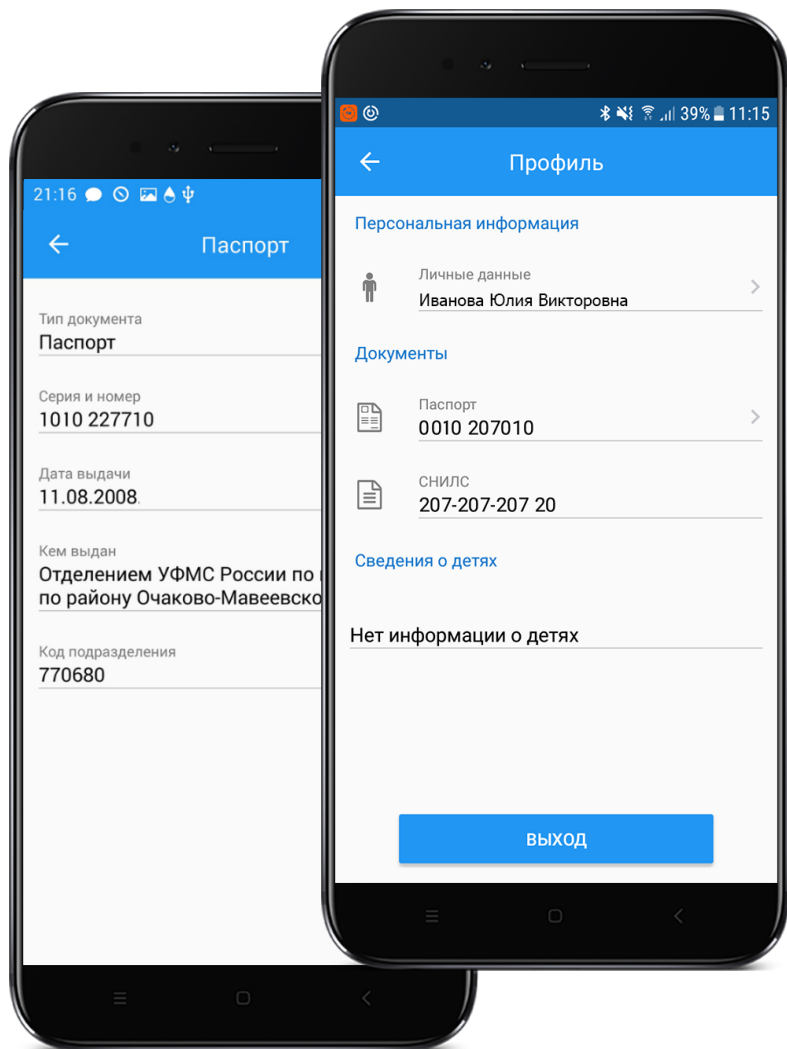 21:16
Паспорт
Тип документа
Паспорт
Серия и номер
1010 227710
Дата выдачи
11.08.2008.
Кем выдан
Отделением УФМС России по
по району Очаково-Мавеевско
Код подразделения
770680
39% 11:15
Профиль
Персональная информация
Личные данные
Иванова Юлия Викторовна
Документы
Паспорт
0010 207010
СНИЛС
207-207-207 20
Сведения о детях
Нет информации о детях
ВЫХОД